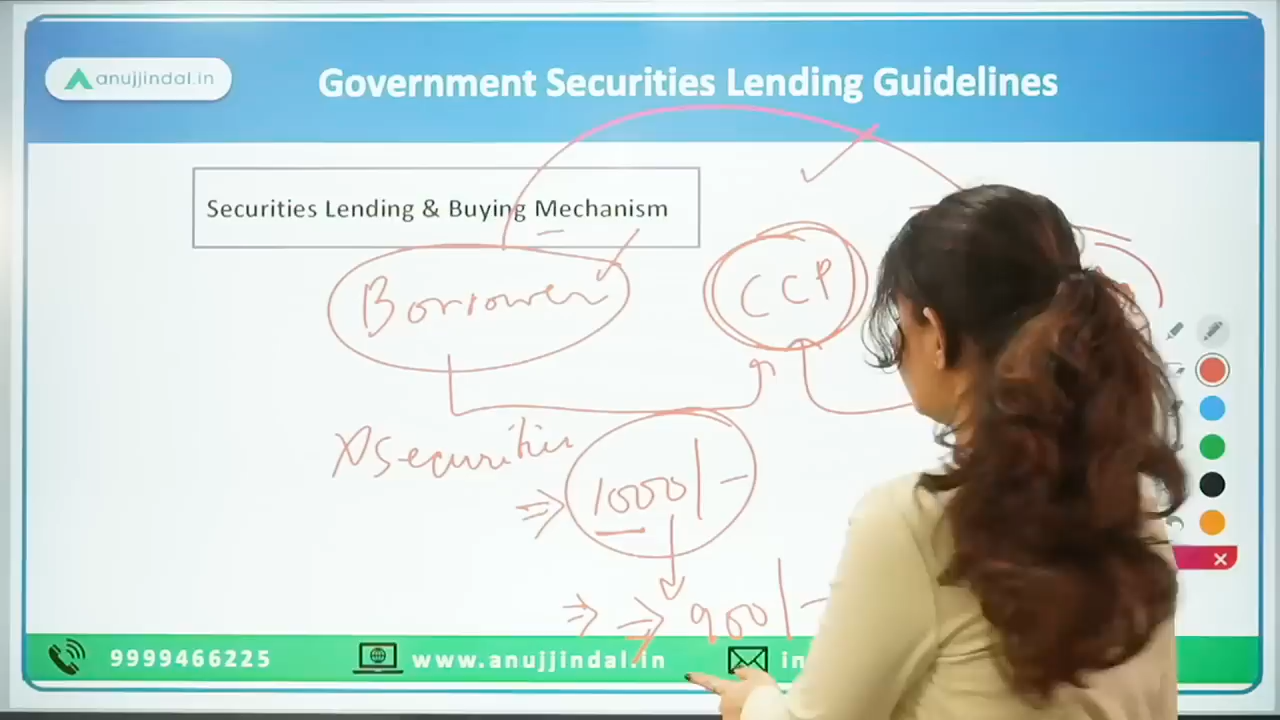 anujjindal.in
Government Securities Lending Guidelines
Securities Lending & Buying Mechanism
Borrower
CCP
securities
1000/-
900/-
9999466225
www.anujjindal.in
in